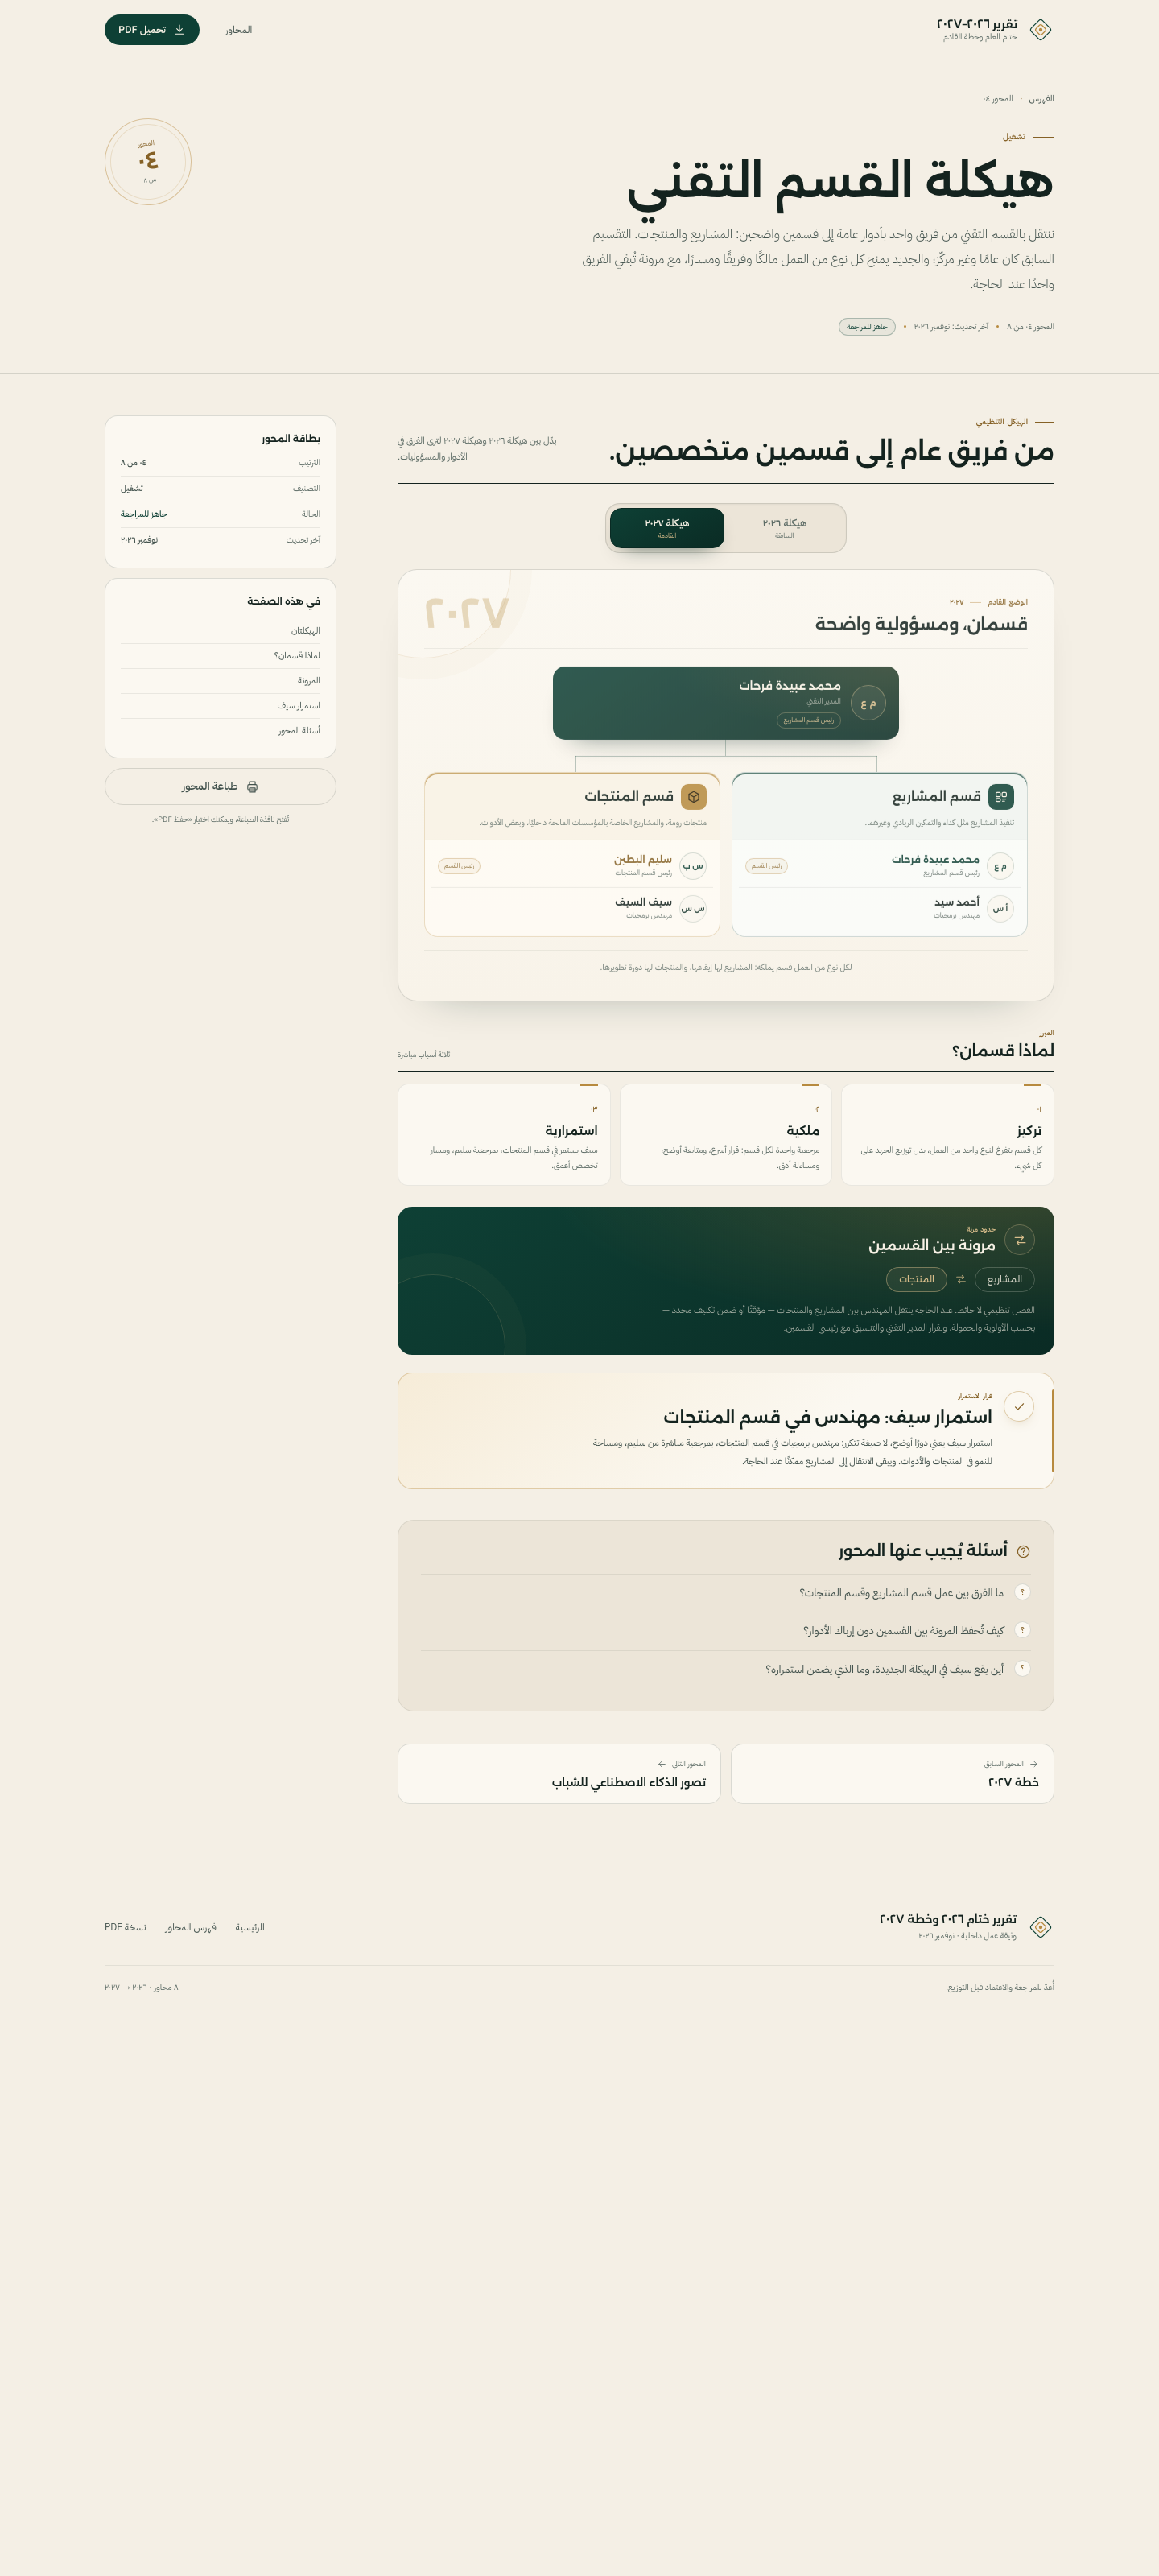 تقرير ٢٠٢٦–٢٠٢٧
ختام العام وخطة القادم
المحاور
تحميل PDF
الفهرس · المحور ٠٤
تشغيل
هيكلة القسم التقني
ننتقل بالقسم التقني من فريق واحد بأدوار عامة إلى قسمين واضحين: المشاريع والمنتجات. التقسيم
السابق كان عامًا وغير مركّز؛ والجديد يمنح كل نوع من العمل مالكًا وفريقًا ومسارًا، مع مرونة تُبقي الفريق
واحدًا عند الحاجة.
المحور ٠٤ من ٨ • آخر تحديث: نوفمبر ٢٠٢٦ • جاهز للمراجعة
المحور
٠٤
من ٨
الهيكل التنظيمي
من فريق عام إلى قسمين متخصصين.
بدّل بين هيكلة ٢٠٢٦ وهيكلة ٢٠٢٧ لترى الفرق في
الأدوار والمسؤوليات.
هيكلة ٢٠٢٦
السابقة
هيكلة ٢٠٢٧
القادمة
الوضع القادم — ٢٠٢٧
قسمان، ومسؤولية واضحة
٢٠٢٧
م ع
محمد عبيدة فرحات
المدير التقني
رئيس قسم المشاريع
قسم المشاريع
تنفيذ المشاريع مثل كداء والتمكين الريادي وغيرهما.
م ع
محمد عبيدة فرحات
رئيس قسم المشاريع
رئيس القسم
أ س
أحمد سيد
مهندس برمجيات
قسم المنتجات
منتجات رومة، والمشاريع الخاصة بالمؤسسات المانحة داخليًا، وبعض الأدوات.
س ب
سليم البطين
رئيس قسم المنتجات
رئيس القسم
س س
سيف السيف
مهندس برمجيات
لكل نوع من العمل قسم يملكه: المشاريع لها إيقاعها، والمنتجات لها دورة تطويرها.
المبرر
لماذا قسمان؟
ثلاثة أسباب مباشرة
٠١
تركيز
كل قسم يتفرغ لنوع واحد من العمل، بدل توزيع الجهد على
كل شيء.
٠٢
ملكية
مرجعية واحدة لكل قسم: قرار أسرع، ومتابعة أوضح،
ومساءلة أدق.
٠٣
استمرارية
سيف يستمر في قسم المنتجات، بمرجعية سليم، ومسار
تخصص أعمق.
حدود مرنة
مرونة بين القسمين
المشاريع
المنتجات
الفصل تنظيمي لا حائط. عند الحاجة ينتقل المهندس بين المشاريع والمنتجات — مؤقتًا أو ضمن تكليف محدد —
بحسب الأولوية والحمولة، وبقرار المدير التقني والتنسيق مع رئيسي القسمين.
قرار الاستمرار
استمرار سيف: مهندس في قسم المنتجات
استمرار سيف يعني دورًا أوضح، لا صيغة تتكرر: مهندس برمجيات في قسم المنتجات، بمرجعية مباشرة من سليم، ومساحة
للنمو في المنتجات والأدوات. ويبقى الانتقال إلى المشاريع ممكنًا عند الحاجة.
أسئلة يُجيب عنها المحور
؟
ما الفرق بين عمل قسم المشاريع وقسم المنتجات؟
؟
كيف تُحفظ المرونة بين القسمين دون إرباك الأدوار؟
؟
أين يقع سيف في الهيكلة الجديدة، وما الذي يضمن استمراره؟
→ المحور السابق
خطة ٢٠٢٧
المحور التالي ←
تصور الذكاء الاصطناعي للشباب
بطاقة المحور
الترتيب
٠٤ من ٨
التصنيف
تشغيل
الحالة
جاهز للمراجعة
آخر تحديث
نوفمبر ٢٠٢٦
في هذه الصفحة
الهيكلتان
لماذا قسمان؟
المرونة
استمرار سيف
أسئلة المحور
طباعة المحور
تُفتح نافذة الطباعة، ويمكنك اختيار «حفظ PDF».
تقرير ختام ٢٠٢٦ وخطة ٢٠٢٧
وثيقة عمل داخلية · نوفمبر ٢٠٢٦
الرئيسية
فهرس المحاور
نسخة PDF
أُعدّ للمراجعة والاعتماد قبل التوزيع.
٨ محاور · ٢٠٢٦ — ٢٠٢٧